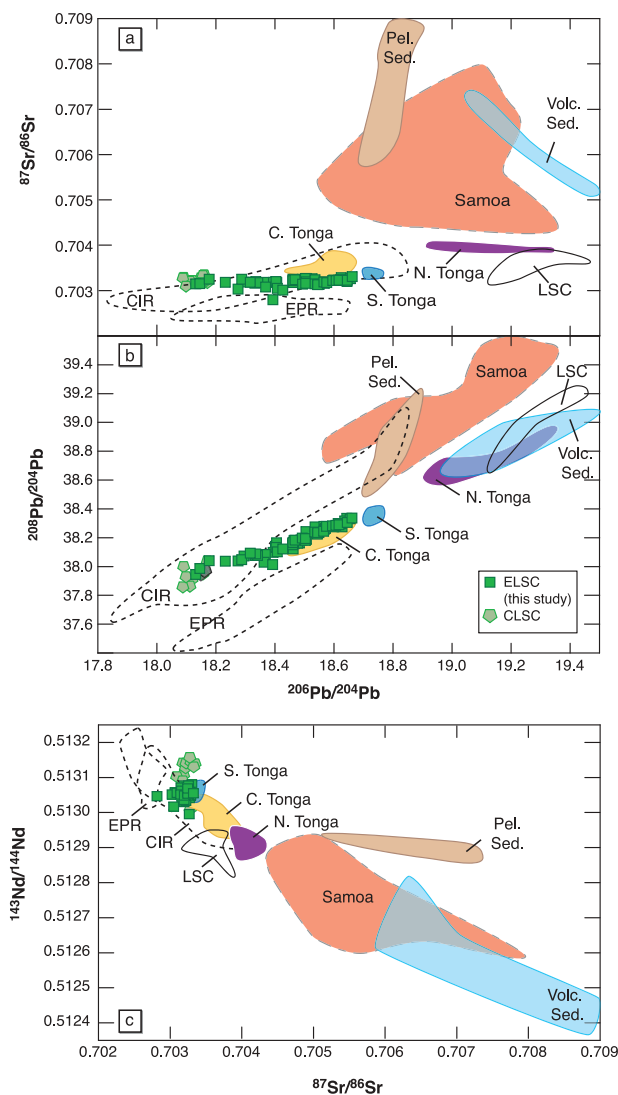 a
0.709
0.708
0.707
0.706
0.705
0.704
0.703
⁸⁷Sr/⁸⁶Sr
Pel.
Sed.
Volc.
Sed.
Samoa
C. Tonga
N. Tonga
LSC
S. Tonga
CIR
EPR
b
39.4
39.2
39.0
38.8
38.6
38.4
38.2
38.0
37.8
37.6
²⁰⁸Pb/²⁰⁴Pb
Pel.
Sed.
Samoa
LSC
Volc.
Sed.
N. Tonga
S. Tonga
C. Tonga
CIR
EPR
ELSC
(this study)
CLSC
17.8 18.0 18.2 18.4 18.6 18.8 19.0 19.2 19.4
²⁰⁶Pb/²⁰⁴Pb
0.5132
0.5131
0.5130
0.5129
0.5128
0.5127
0.5126
0.5125
0.5124
¹⁴³Nd/¹⁴⁴Nd
S. Tonga
C. Tonga
EPR
CIR
N. Tonga
LSC
Pel.
Sed.
Samoa
Volc.
Sed.
c
0.702 0.703 0.704 0.705 0.706 0.707 0.708 0.709
⁸⁷Sr/⁸⁶Sr